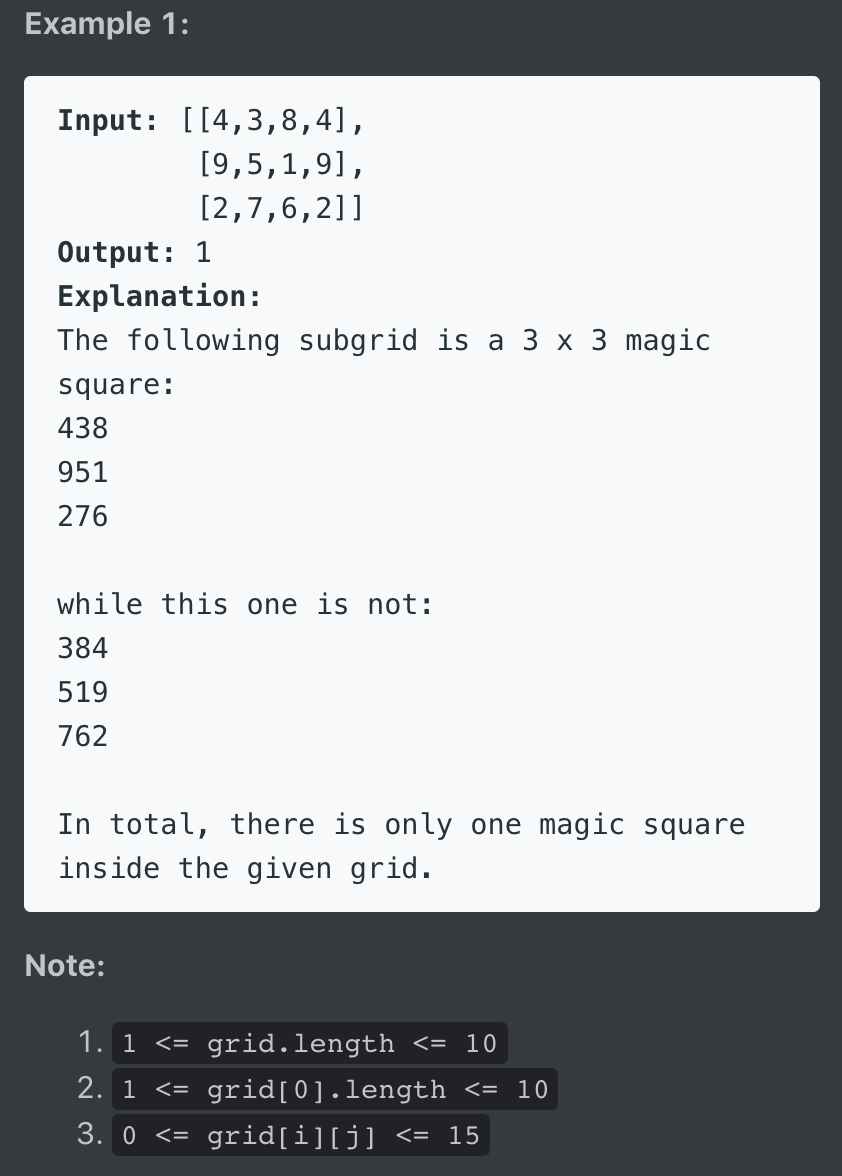 Example 1:
Input: [[4,3,8,4],
[9,5,1,9],
[2,7,6,2]]
Output: 1
Explanation:
The following subgrid is a 3 x 3 magic
square:
438
951
276
while this one is not:
384
519
762
In total, there is only one magic square
inside the given grid.
Note:
1. 1 <= grid.length <= 10
2. 1 <= grid[0].length <= 10
3. 0 <= grid[i][j] <= 15